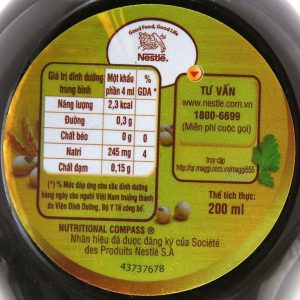 Good Food, Good Life
Nestlé.
Giá trị dinh dưỡng trung bình | Một khẩu phần 4 ml | % GDA *
Năng lượng 2,3 kcal
Đường 0,3 g
Chất béo 0 g 0
Natri 245 mg 4
Chất đạm 0,15 g
(*) % Mức đáp ứng nhu cầu dinh dưỡng
hàng ngày cho người Việt Nam trưởng thành
do Viện Dinh Dưỡng, Bộ Y Tế công bố.
TƯ VẤN
www.nestle.com.vn
1800-6699
(Miễn phí cuộc gọi)
truy cập
http://qr.maggi.com.vn/maggi555
Thể tích thực:
200 ml
NUTRITIONAL COMPASS ®
Nhãn hiệu đã được đăng ký của Société
des Produits Nestlé S.A
43737678